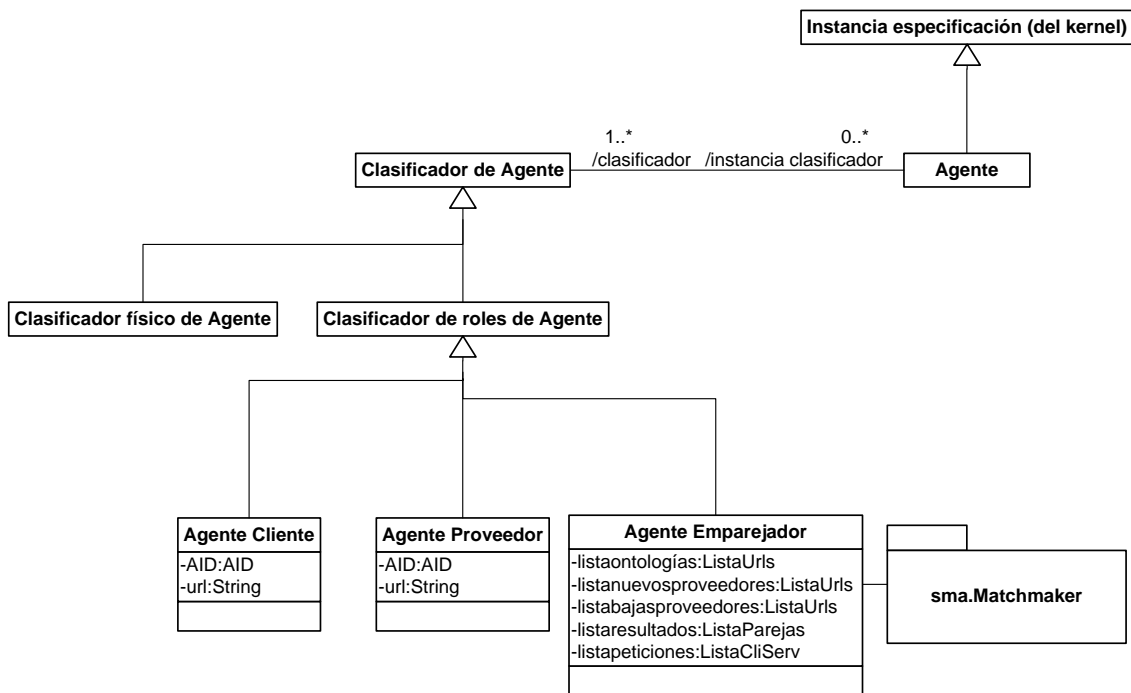 Instancia especificación (del kernel)
1..*
0..*
/clasificador
/instancia clasificador
Clasificador de Agente
Agente
Clasificador físico de Agente
Clasificador de roles de Agente
Agente Cliente
-AID:AID
-url:String
Agente Proveedor
-AID:AID
-url:String
Agente Emparejador
-listaontologías:ListaUrls
-listanuevosproveedores:ListaUrls
-listabajasproveedores:ListaUrls
-listaresultados:ListaParejas
-listapeticiones:ListaCliServ
sma.Matchmaker